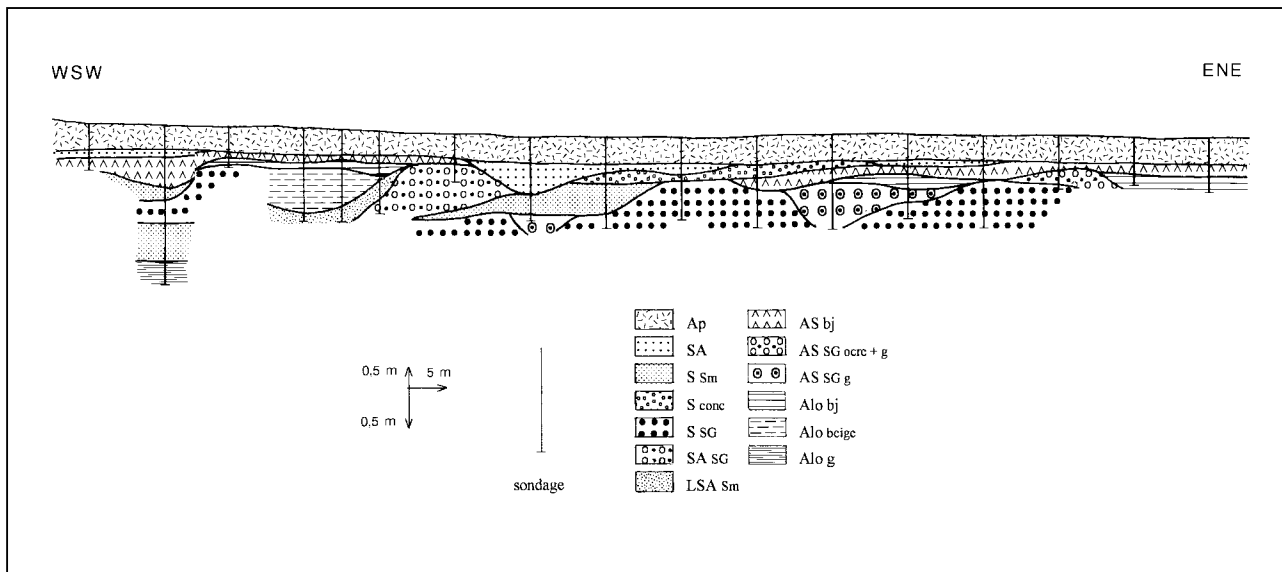 WSW
ENE
0,5 m
5 m
0,5 m
sondage
Ap
SA
S Sm
S conc
S SG
SA SG
LSA Sm
AS bj
AS SG ocre + g
AS SG g
Alo bj
Alo beige
Alo g